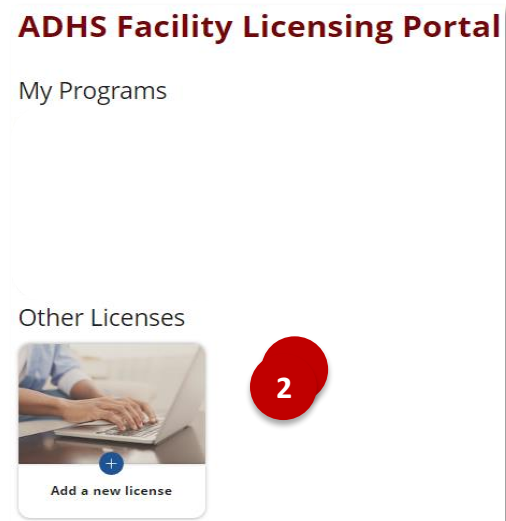 ADHS Facility Licensing Portal
My Programs
Other Licenses
2
Add a new license